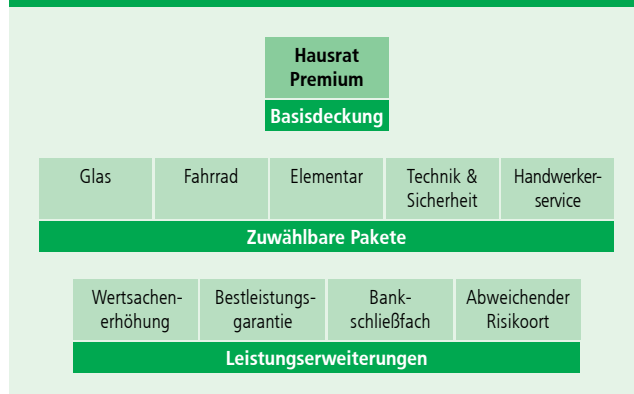 Hausrat
Premium
Basisdeckung
Glas Fahrrad Elementar Technik & Handwerker-
Sicherheit service
Zuwählbare Pakete
Wertsachen- Bestleistungs- Bank- Abweichender
erhöhung garantie schließfach Risikoort
Leistungserweiterungen